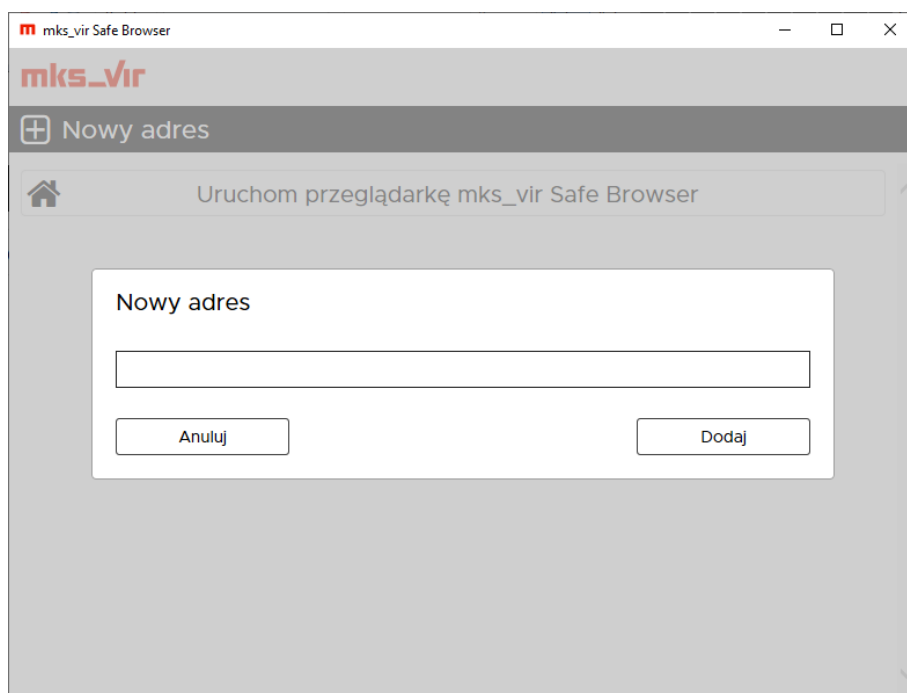 mks_vir Safe Browser
mks_vir
Nowy adres
Uruchom przeglądarkę mks_vir Safe Browser
Nowy adres
Anuluj
Dodaj